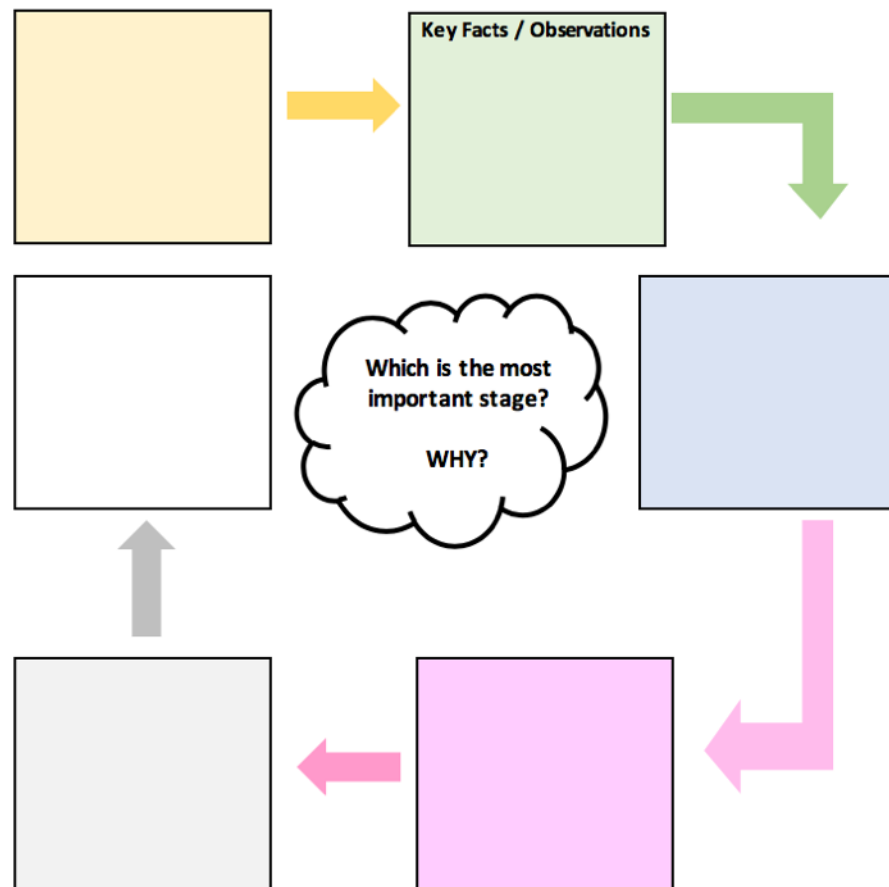 Key Facts / Observations
Which is the most
important stage?
WHY?